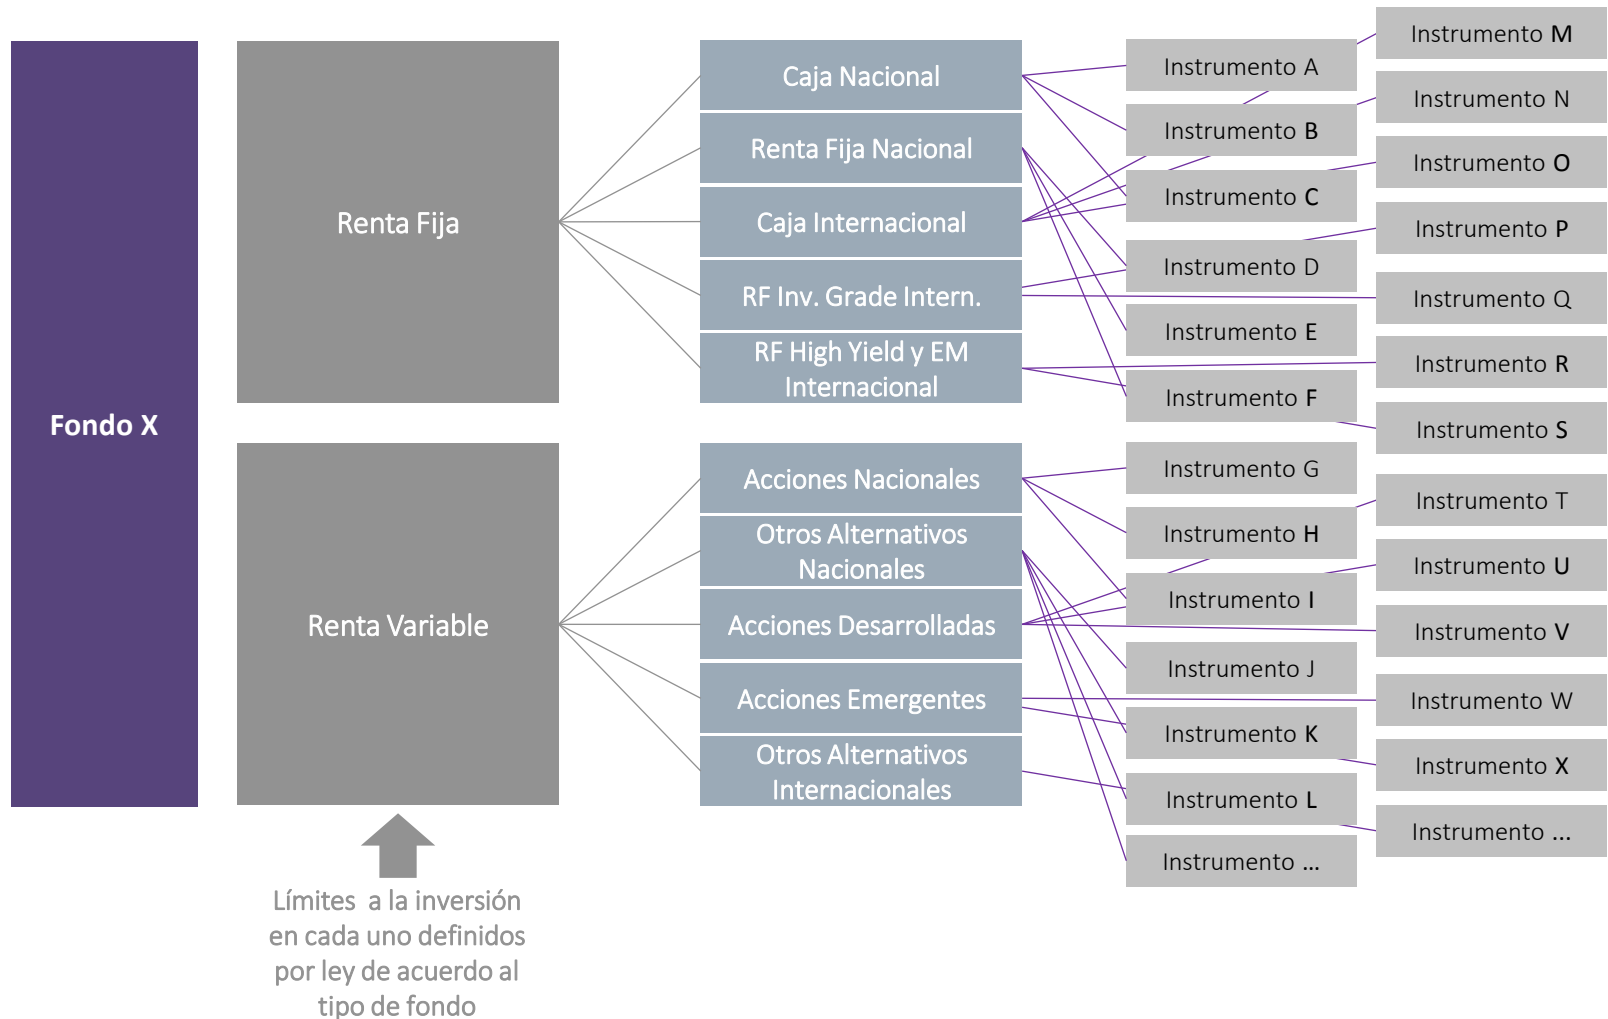 Fondo X
Renta Fija
Renta Variable
Límites a la inversión
en cada uno definidos
por ley de acuerdo al
tipo de fondo
Caja Nacional
Renta Fija Nacional
Caja Internacional
RF Inv. Grade Intern.
RF High Yield y EM
Internacional
Acciones Nacionales
Otros Alternativos
Nacionales
Acciones Desarrolladas
Acciones Emergentes
Otros Alternativos
Internacionales
Instrumento A
Instrumento B
Instrumento C
Instrumento D
Instrumento E
Instrumento F
Instrumento G
Instrumento H
Instrumento I
Instrumento J
Instrumento K
Instrumento L
Instrumento ...
Instrumento M
Instrumento N
Instrumento O
Instrumento P
Instrumento Q
Instrumento R
Instrumento S
Instrumento T
Instrumento U
Instrumento V
Instrumento W
Instrumento X
Instrumento ...